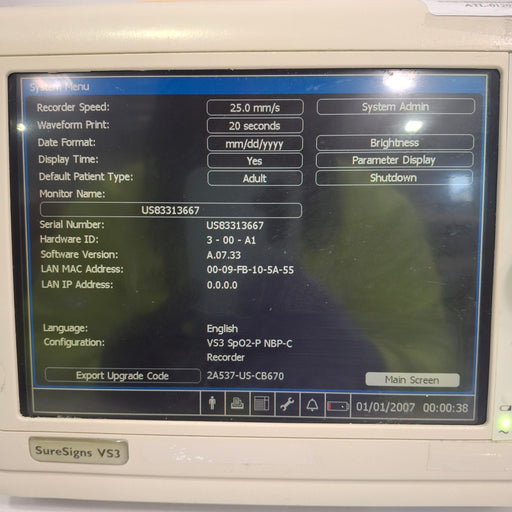 System Menu
Recorder Speed: 25.0 mm/s System Admin
Waveform Print: 20 seconds
Date Format: mm/dd/yyyy Brightness
Display Time: Yes Parameter Display
Default Patient Type: Adult Shutdown
Monitor Name:
US83313667
Serial Number: US83313667
Hardware ID: 3 - 00 - A1
Software Version: A.07.33
LAN MAC Address: 00-09-FB-10-5A-55
LAN IP Address: 0.0.0.0
Language: English
Configuration: VS3 SpO2-P NBP-C
Recorder
Export Upgrade Code 2A537-US-CB670 Main Screen
01/01/2007 00:00:38
SureSigns VS3